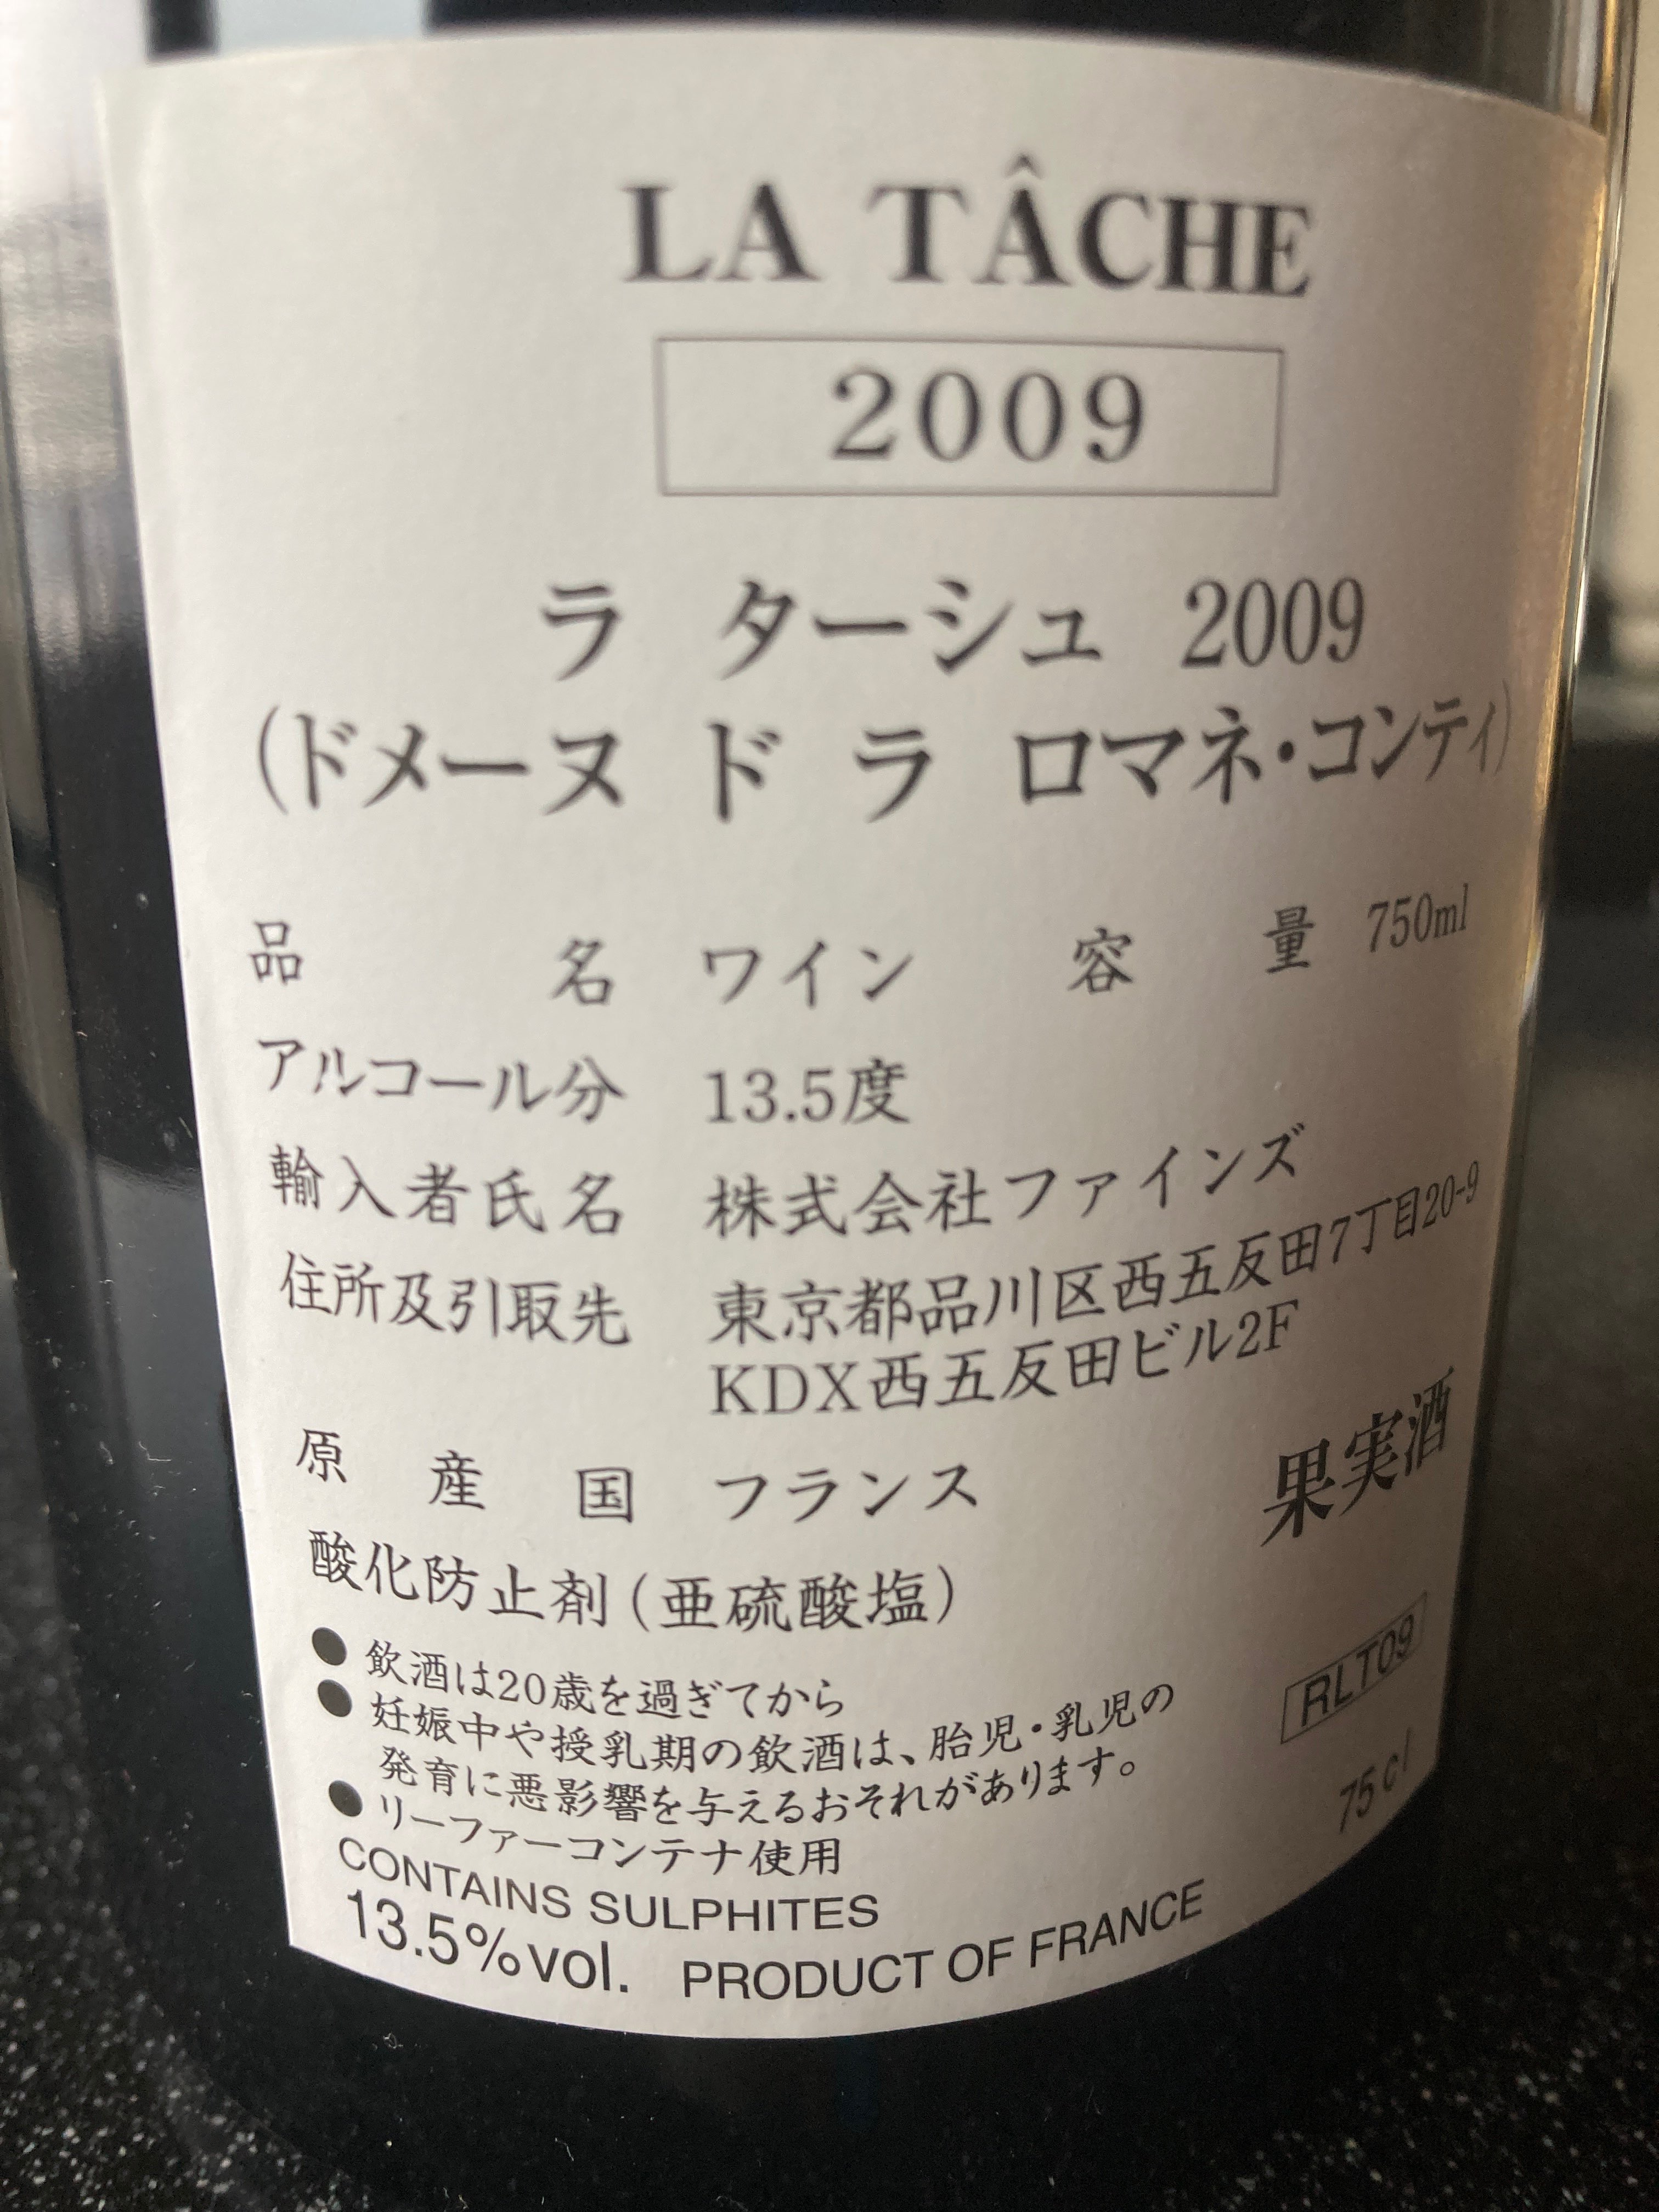 LA TÂCHE
2009
ラ ターシュ 2009
(ドメーヌ ド ラ ロマネ・コンティ)
品名 ワイン 容量 750ml
アルコール分 13.5度
輸入者氏名 株式会社ファインズ
住所及引取先 東京都品川区西五反田7丁目20-9
KDX西五反田ビル2F
原産国 フランス
果実酒
酸化防止剤(亜硫酸塩)
●飲酒は20歳を過ぎてから
●妊娠中や授乳期の飲酒は、胎児・乳児の
発育に悪影響を与えるおそれがあります。
●リーファーコンテナ使用
RLT09
75cl
CONTAINS SULPHITES
13.5%vol. PRODUCT OF FRANCE